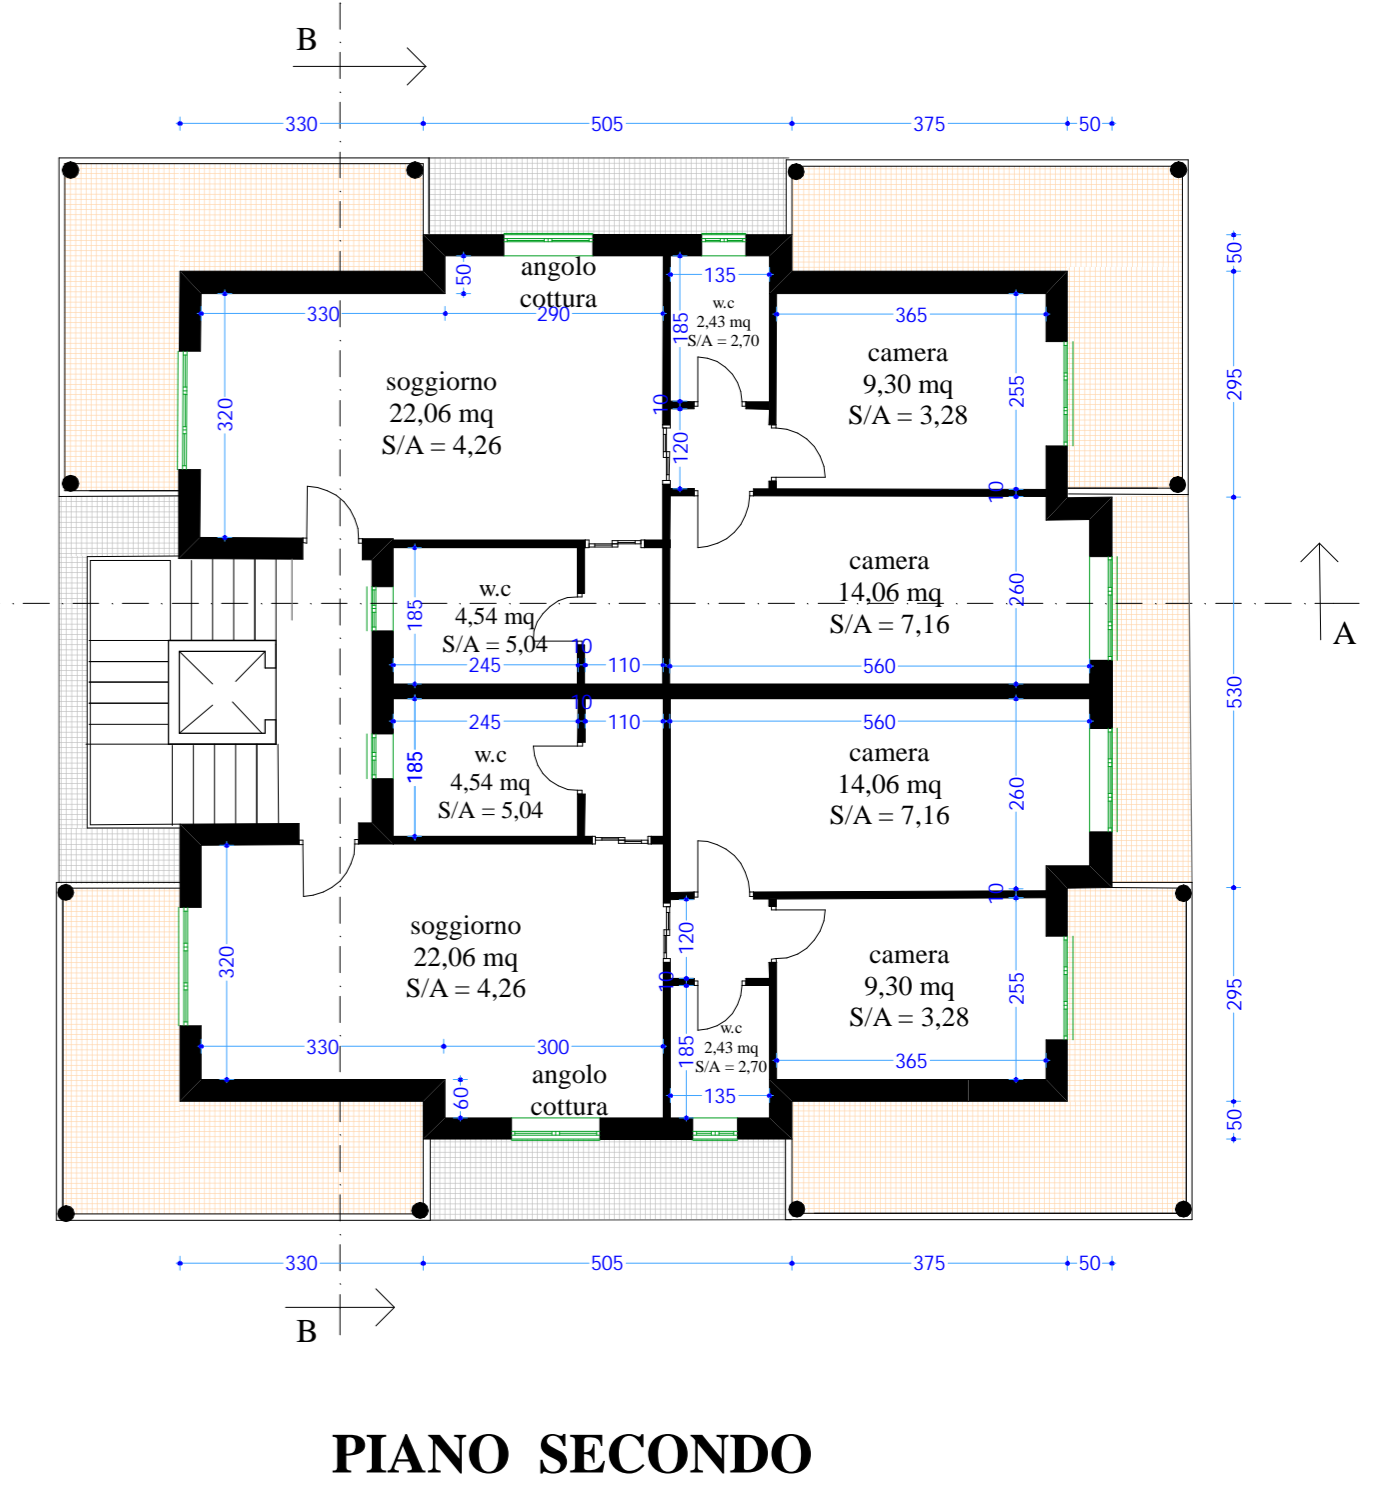 B
330 505 375 50
angolo
cottura
50
135
50
w.c
2,43 mq
S/A = 2,70
185
330 290 365
camera
9,30 mq
S/A = 3,28
255
295
soggiorno
22,06 mq
S/A = 4,26
320
10
120
10
camera
14,06 mq
S/A = 7,16
260
w.c
4,54 mq
S/A = 5,04
185
10
245 110 560
A
530
10
245 110 560
w.c
4,54 mq
S/A = 5,04
185
camera
14,06 mq
S/A = 7,16
260
10
soggiorno
22,06 mq
S/A = 4,26
320
120
10
camera
9,30 mq
S/A = 3,28
255
295
w.c
2,43 mq
S/A = 2,70
185
330 300 365
angolo
cottura
60
135
50
330 505 375 50
B
PIANO SECONDO